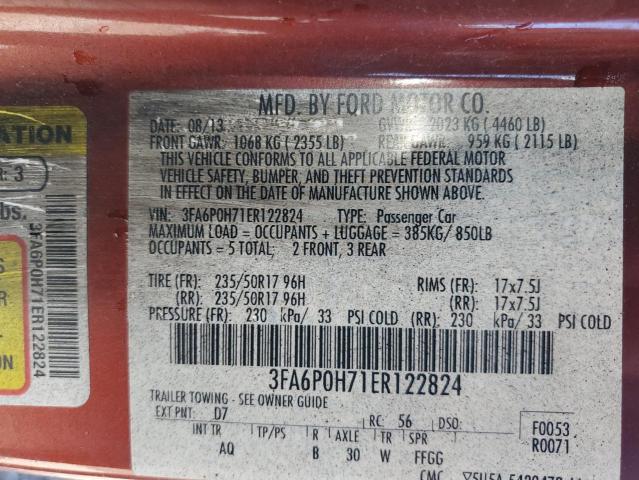 MFD. BY FORD MOTOR CO.
DATE: 08/13 GVWR: 2023 KG ( 4460 LB)
FRONT GAWR: 1068 KG ( 2355 LB) REAR GAWR: 959 KG ( 2115 LB)
THIS VEHICLE CONFORMS TO ALL APPLICABLE FEDERAL MOTOR
VEHICLE SAFETY, BUMPER, AND THEFT PREVENTION STANDARDS
IN EFFECT ON THE DATE OF MANUFACTURE SHOWN ABOVE.
VIN: 3FA6P0H71ER122824 TYPE: Passenger Car
MAXIMUM LOAD = OCCUPANTS + LUGGAGE = 385KG/ 850LB
OCCUPANTS = 5 TOTAL; 2 FRONT, 3 REAR
TIRE (FR): 235/50R17 96H RIMS (FR): 17x7.5J
(RR): 235/50R17 96H (RR): 17x7.5J
PRESSURE (FR): 230 kPa/ 33 PSI COLD (RR): 230 kPa/ 33 PSI COLD
3FA6P0H71ER122824
TRAILER TOWING - SEE OWNER GUIDE
EXT PNT: D7 RC: 56 DSO: F0053
INT TR TP/PS R AXLE TR SPR R0071
AQ B 30 W FFGG
CMC
R: 3
lbs.
S
ER
ON
3FA6P0H71ER122824